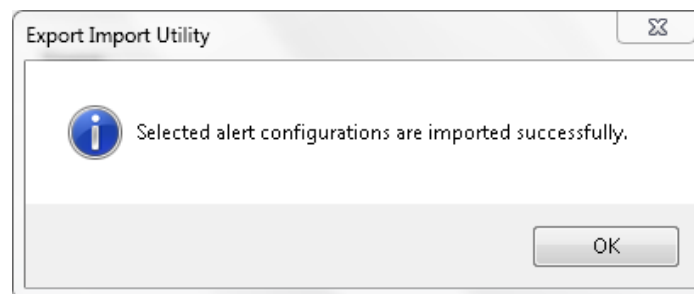 Export Import Utility
Selected alert configurations are imported successfully.
OK